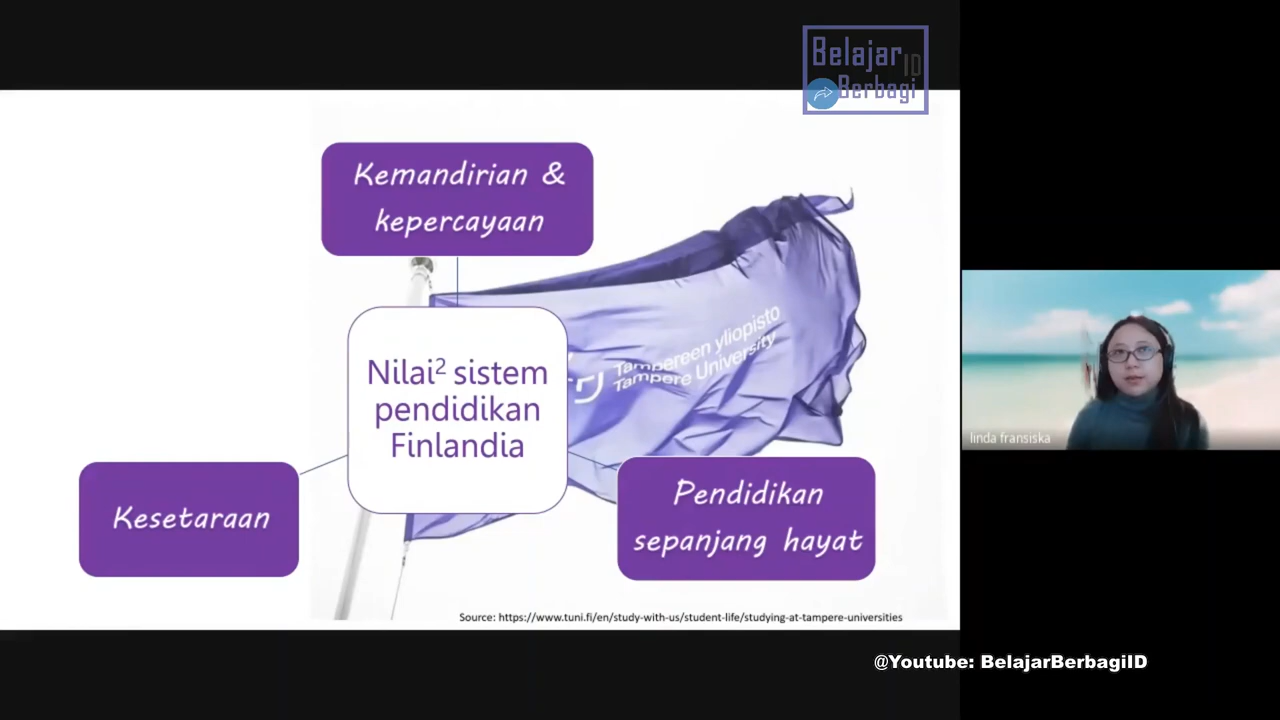 Belajar ID
Berbagi
Kemandirian &
kepercayaan
Nilai² sistem
pendidikan
Finlandia
Tampereen yliopisto
Tampere University
Kesetaraan
Pendidikan
sepanjang hayat
linda fransiska
Source: https://www.tuni.fi/en/study-with-us/student-life/studying-at-tampere-universities
@Youtube: BelajarBerbagiID